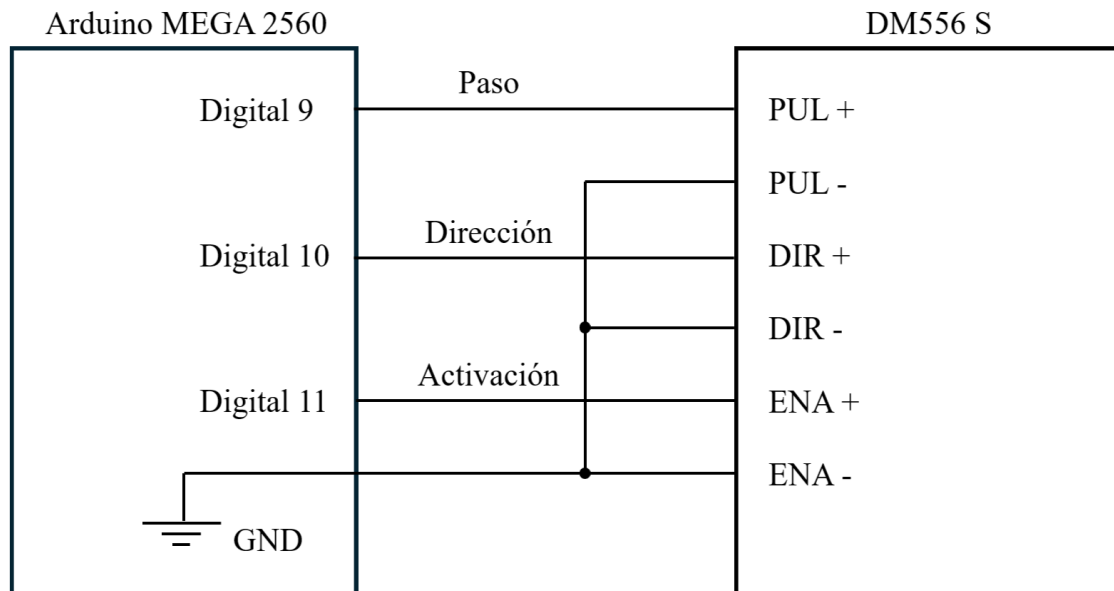 Arduino MEGA 2560
DM556 S
Paso
Digital 9
PUL +
PUL -
Dirección
Digital 10
DIR +
DIR -
Activación
Digital 11
ENA +
ENA -
GND